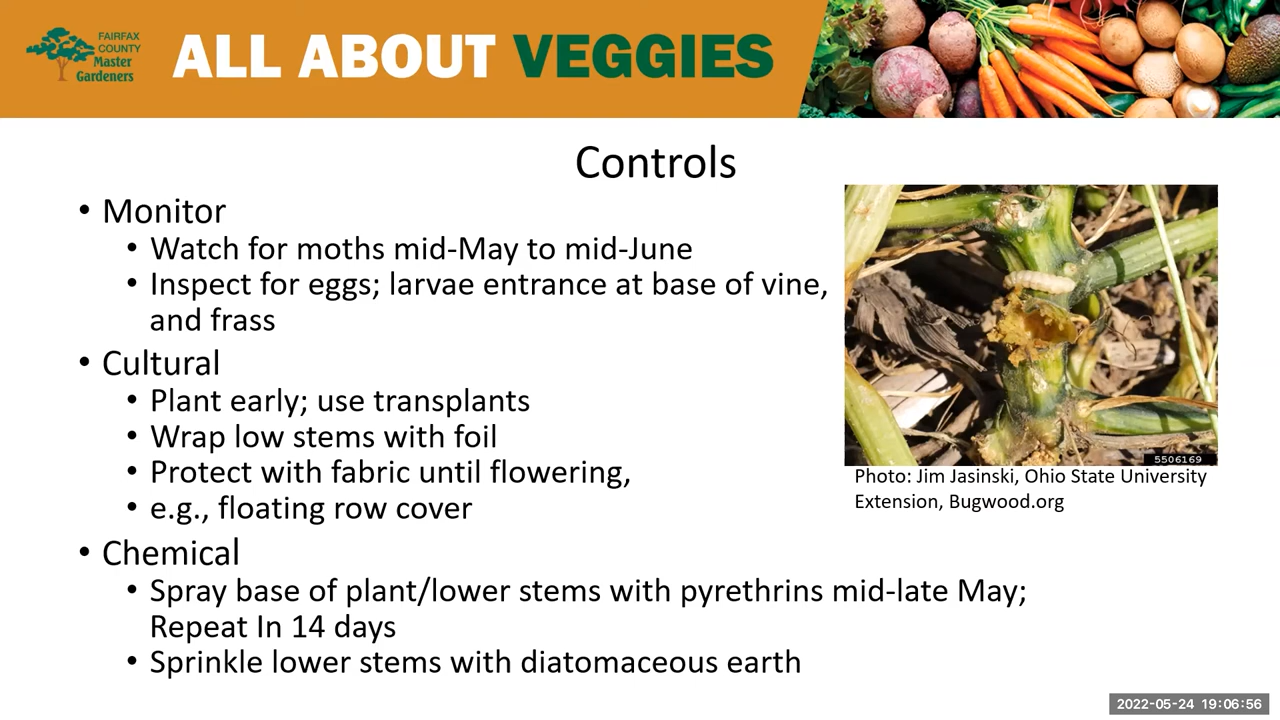 FAIRFAX
COUNTY
Master
Gardeners
ALL ABOUT VEGGIES
Controls
• Monitor
• Watch for moths mid-May to mid-June
• Inspect for eggs; larvae entrance at base of vine,
and frass
• Cultural
• Plant early; use transplants
• Wrap low stems with foil
• Protect with fabric until flowering,
• e.g., floating row cover
• Chemical
• Spray base of plant/lower stems with pyrethrins mid-late May;
Repeat In 14 days
• Sprinkle lower stems with diatomaceous earth
5506169
Photo: Jim Jasinski, Ohio State University
Extension, Bugwood.org
2022-05-24 19:06:56